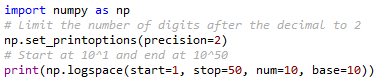 import numpy as np
# Limit the number of digits after the decimal to 2
np.set_printoptions(precision=2)
# Start at 10^1 and end at 10^50
print(np.logspace(start=1, stop=50, num=10, base=10))